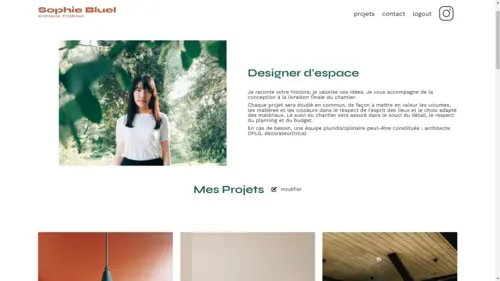 Sophie Bluel
architecte d'intérieur
projets contact logout
Designer d'espace
Je raconte votre histoire, je valorise vos idées. Je vous accompagne de la
conception à la livraison finale du chantier.
Chaque projet sera étudié en commun, de façon à mettre en valeur les volumes,
les matières et les couleurs dans le respect de l'esprit des lieux et le choix adapté
des matériaux. Le suivi du chantier sera assuré dans le souci du détail, le respect
du planning et du budget.
En cas de besoin, une équipe pluridisciplinaire peut-être constituée : architecte
DPLG, décorateur(trice)
Mes Projets modifier